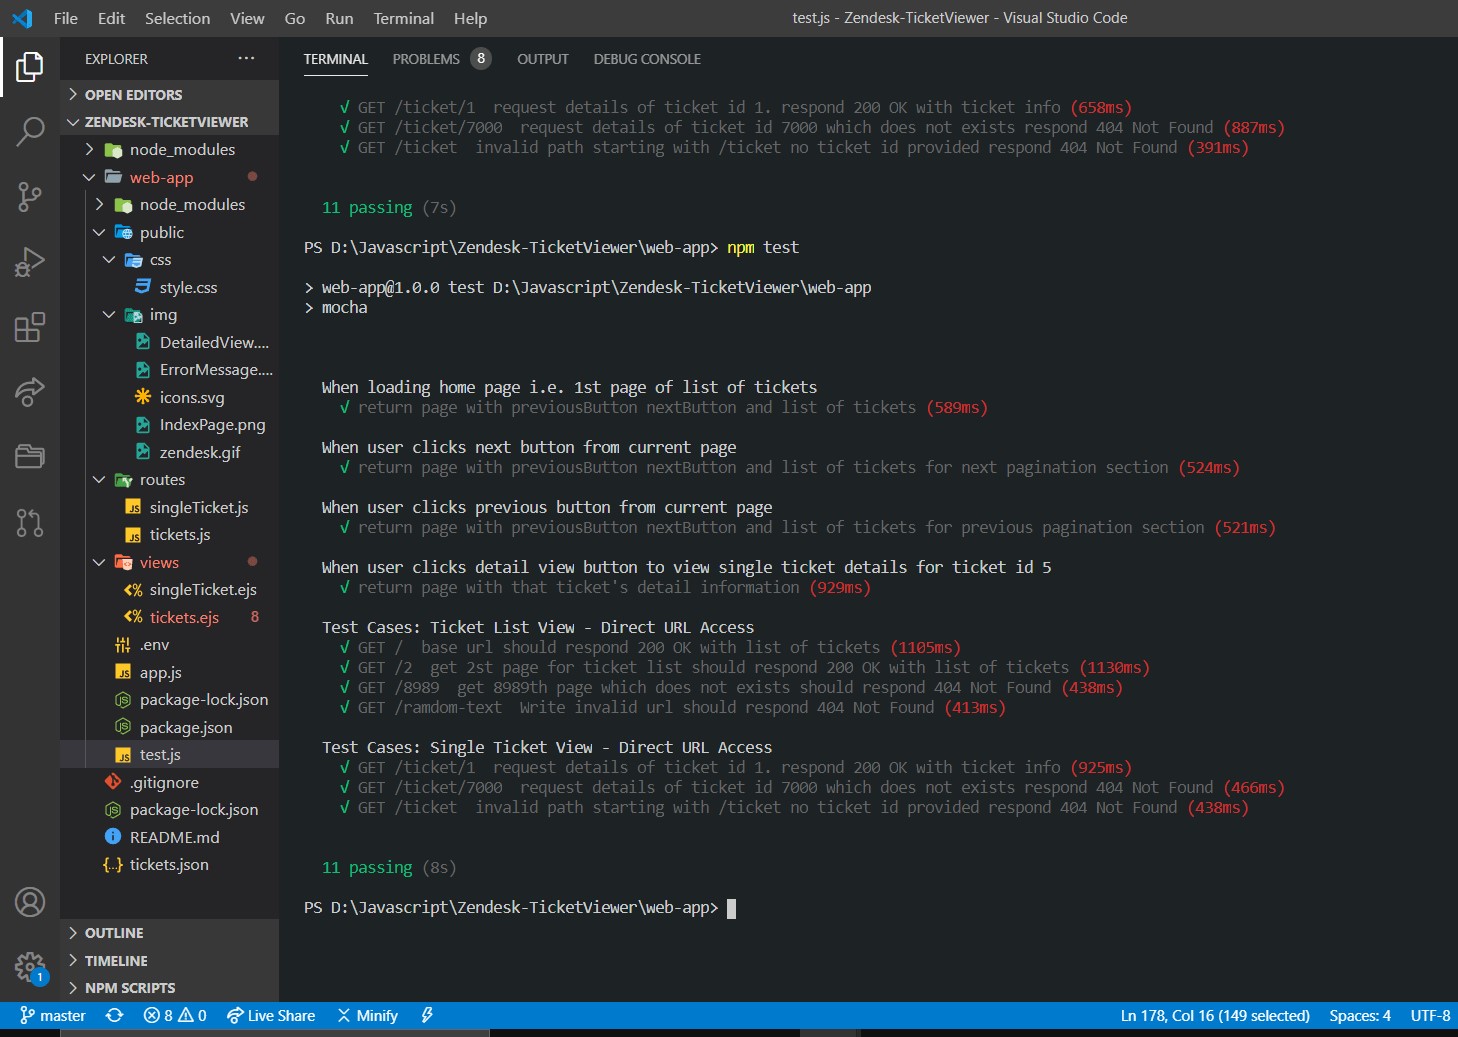 File Edit Selection View Go Run Terminal Help
test.js - Zendesk-TicketViewer - Visual Studio Code
EXPLORER ...
OPEN EDITORS
ZENDESK-TICKETVIEWER
node_modules
web-app
node_modules
public
css
style.css
img
DetailedView....
ErrorMessage....
icons.svg
IndexPage.png
zendesk.gif
routes
JS singleTicket.js
JS tickets.js
views
<% singleTicket.ejs
<% tickets.ejs 8
.env
JS app.js
package-lock.json
package.json
JS test.js
.gitignore
package-lock.json
README.md
{..} tickets.json
OUTLINE
TIMELINE
NPM SCRIPTS
1
TERMINAL PROBLEMS 8 OUTPUT DEBUG CONSOLE
√ GET /ticket/1  request details of ticket id 1. respond 200 OK with ticket info (658ms)
√ GET /ticket/7000  request details of ticket id 7000 which does not exists respond 404 Not Found (887ms)
√ GET /ticket  invalid path starting with /ticket no ticket id provided respond 404 Not Found (391ms)
11 passing (7s)
PS D:\Javascript\Zendesk-TicketViewer\web-app> npm test
> web-app@1.0.0 test D:\Javascript\Zendesk-TicketViewer\web-app
> mocha
When loading home page i.e. 1st page of list of tickets
√ return page with previousButton nextButton and list of tickets (589ms)
When user clicks next button from current page
√ return page with previousButton nextButton and list of tickets for next pagination section (524ms)
When user clicks previous button from current page
√ return page with previousButton nextButton and list of tickets for previous pagination section (521ms)
When user clicks detail view button to view single ticket details for ticket id 5
√ return page with that ticket's detail information (929ms)
Test Cases: Ticket List View - Direct URL Access
√ GET /  base url should respond 200 OK with list of tickets (1105ms)
√ GET /2  get 2st page for ticket list should respond 200 OK with list of tickets (1130ms)
√ GET /8989  get 8989th page which does not exists should respond 404 Not Found (438ms)
√ GET /ramdom-text  Write invalid url should respond 404 Not Found (413ms)
Test Cases: Single Ticket View - Direct URL Access
√ GET /ticket/1  request details of ticket id 1. respond 200 OK with ticket info (925ms)
√ GET /ticket/7000  request details of ticket id 7000 which does not exists respond 404 Not Found (466ms)
√ GET /ticket  invalid path starting with /ticket no ticket id provided respond 404 Not Found (438ms)
11 passing (8s)
PS D:\Javascript\Zendesk-TicketViewer\web-app>
master 8 0 Live Share Minify Ln 178, Col 16 (149 selected) Spaces: 4 UTF-8